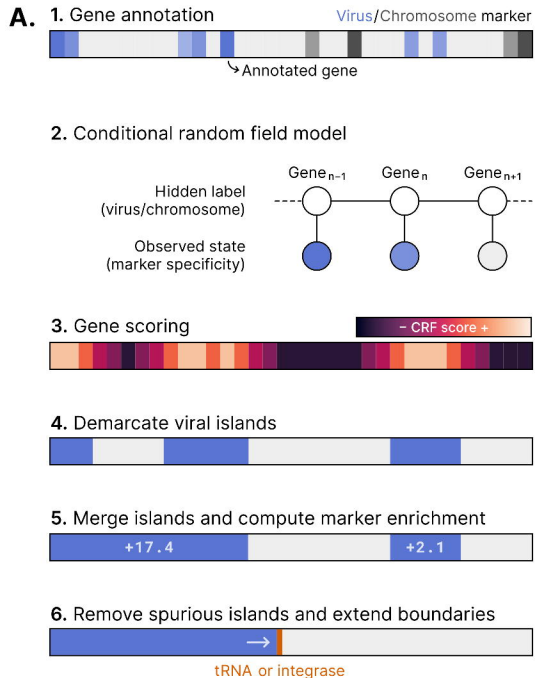 A.
1. Gene annotation
Virus/Chromosome marker
Annotated gene
2. Conditional random field model
Gene n−1 Gene n Gene n+1
Hidden label
(virus/chromosome)
Observed state
(marker specificity)
3. Gene scoring
− CRF score +
4. Demarcate viral islands
5. Merge islands and compute marker enrichment
+17.4 +2.1
6. Remove spurious islands and extend boundaries
tRNA or integrase